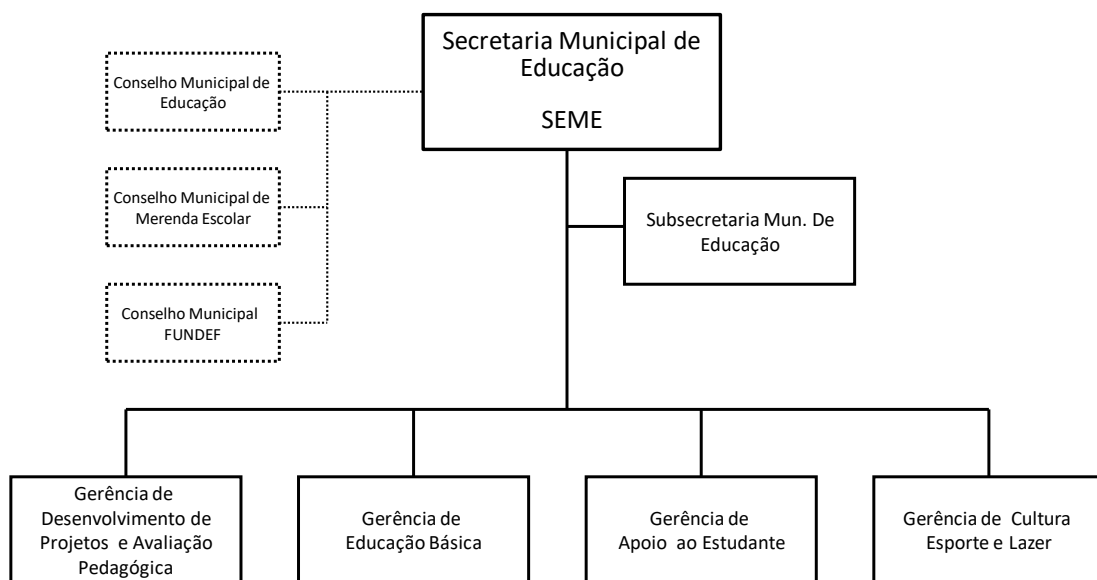 Secretaria Municipal de
Educação
SEME
Conselho Municipal de
Educação
Conselho Municipal de
Merenda Escolar
Conselho Municipal
FUNDEF
Subsecretaria Mun. De
Educação
Gerência de
Desenvolvimento de
Projetos e Avaliação
Pedagógica
Gerência de
Educação Básica
Gerência de
Apoio ao Estudante
Gerência de Cultura
Esporte e Lazer